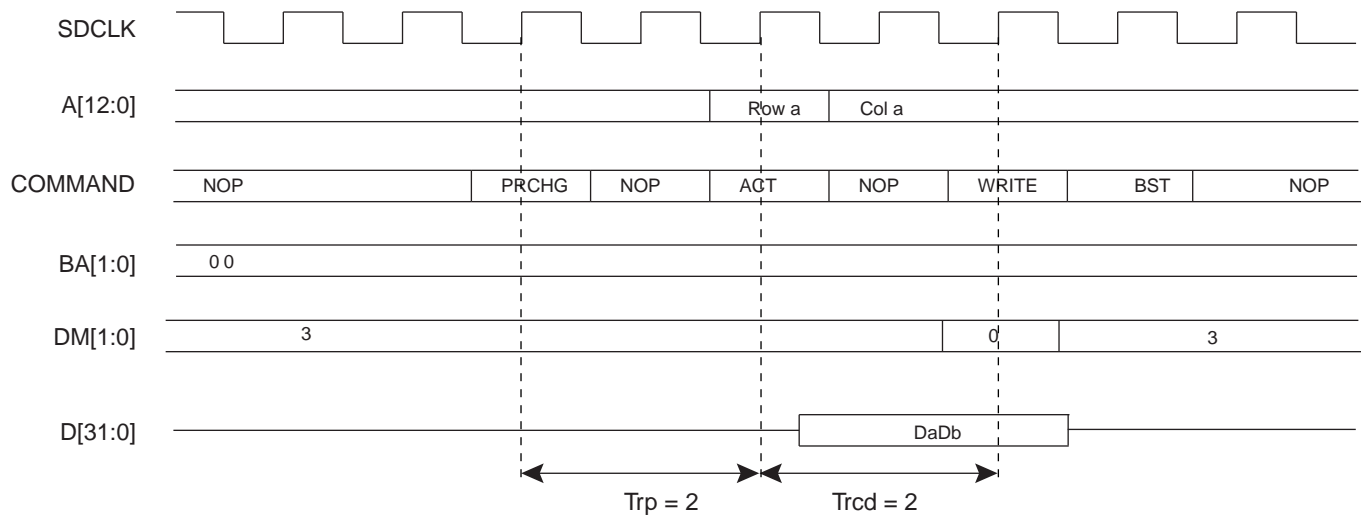 SDCLK
A[12:0] Row a Col a
COMMAND NOP PRCHG NOP ACT NOP WRITE BST NOP
BA[1:0] 0 0
DM[1:0] 3 0 3
D[31:0] DaDb
Trp = 2 Trcd = 2